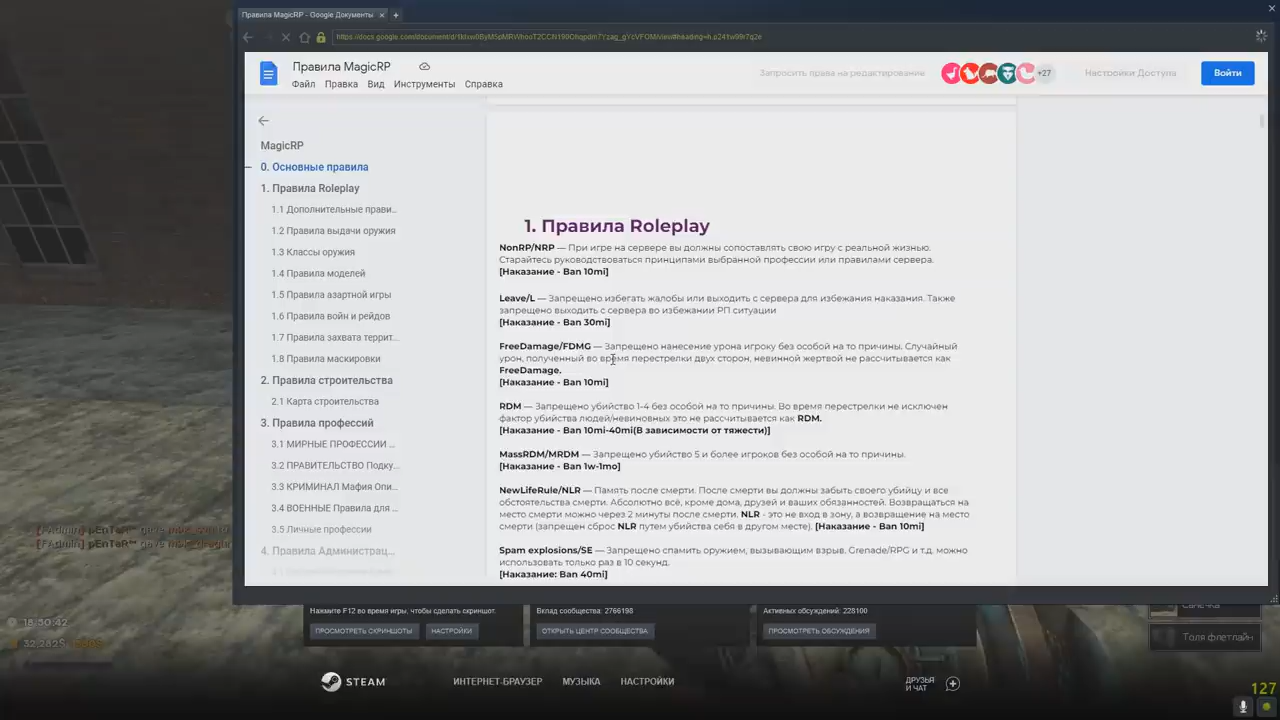 Правила MagicRP - Google Документы
Правила MagicRP
Запросить права на редактирование
+27
Настройки Доступа
Войти
Файл Правка Вид Инструменты Справка
MagicRP
0. Основные правила
1. Правила Roleplay
1.1 Дополнительные прави...
1.2 Правила выдачи оружия
1.3 Классы оружия
1.4 Правила моделей
1.5 Правила азартной игры
1.6 Правила войн и рейдов
1.7 Правила захвата террит...
1.8 Правила маскировки
2. Правила строительства
2.1 Карта строительства
3. Правила профессий
3.1 МИРНЫЕ ПРОФЕССИИ ...
3.2 ПРАВИТЕЛЬСТВО Подку...
3.3 КРИМИНАЛ Мафия Опи...
3.4 ВОЕННЫЕ Правила для ...
3.5 Личные профессии
4. Правила Администрац...
1. Правила Roleplay
NonRP/NRP — При игре на сервере вы должны сопоставлять свою игру с реальной жизнью.
Старайтесь руководствоваться принципами выбранной профессии или правилами сервера.
[Наказание - Ban 10mi]
Leave/L — Запрещено избегать жалобы или выходить с сервера для избежания наказания. Также
запрещено выходить с сервера во избежании РП ситуации
[Наказание - Ban 30mi]
FreeDamage/FDMG — Запрещено нанесение урона игроку без особой на то причины. Случайный
урон, полученный во время перестрелки двух сторон, невинной жертвой не рассчитывается как
FreeDamage.
[Наказание - Ban 10mi]
RDM — Запрещено убийство 1-4 без особой на то причины. Во время перестрелки не исключен
фактор убийства людей/невиновных это не рассчитывается как RDM.
[Наказание - Ban 10mi-40mi(В зависимости от тяжести)]
MassRDM/MRDM — Запрещено убийство 5 и более игроков без особой на то причины.
[Наказание - Ban 1w-1mo]
NewLifeRule/NLR — Память после смерти. После смерти вы должны забыть своего убийцу и все
обстоятельства смерти. Абсолютно всё, кроме дома, друзей и ваших обязанностей. Возвращаться на
место смерти можно через 2 минуты после смерти. NLR - это не вход в зону, а возвращение на место
смерти (запрещен сброс NLR путем убийства себя в другом месте). [Наказание - Ban 10mi]
Spam explosions/SE — Запрещено спамить оружием, вызывающим взрыв. Grenade/RPG и т.д. можно
использовать только раз в 10 секунд.
[Наказание: Ban 40mi]
18:50:42
Нажмите F12 во время игры, чтобы сделать скриншот.
ПРОСМОТРЕТЬ СКРИНШОТЫ НАСТРОЙКИ
Вклад сообщества: 2766198
ОТКРЫТЬ ЦЕНТР СООБЩЕСТВА
Активных обсуждений: 228100
ПРОСМОТРЕТЬ ОБСУЖДЕНИЯ
Толя флетлайн
STEAM ИНТЕРНЕТ-БРАУЗЕР МУЗЫКА НАСТРОЙКИ
ДРУЗЬЯ
И ЧАТ
127